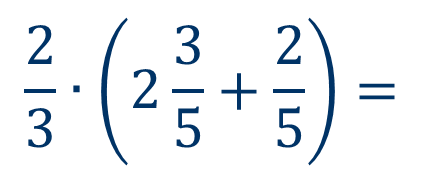 2/3 · (2 3/5 + 2/5) =